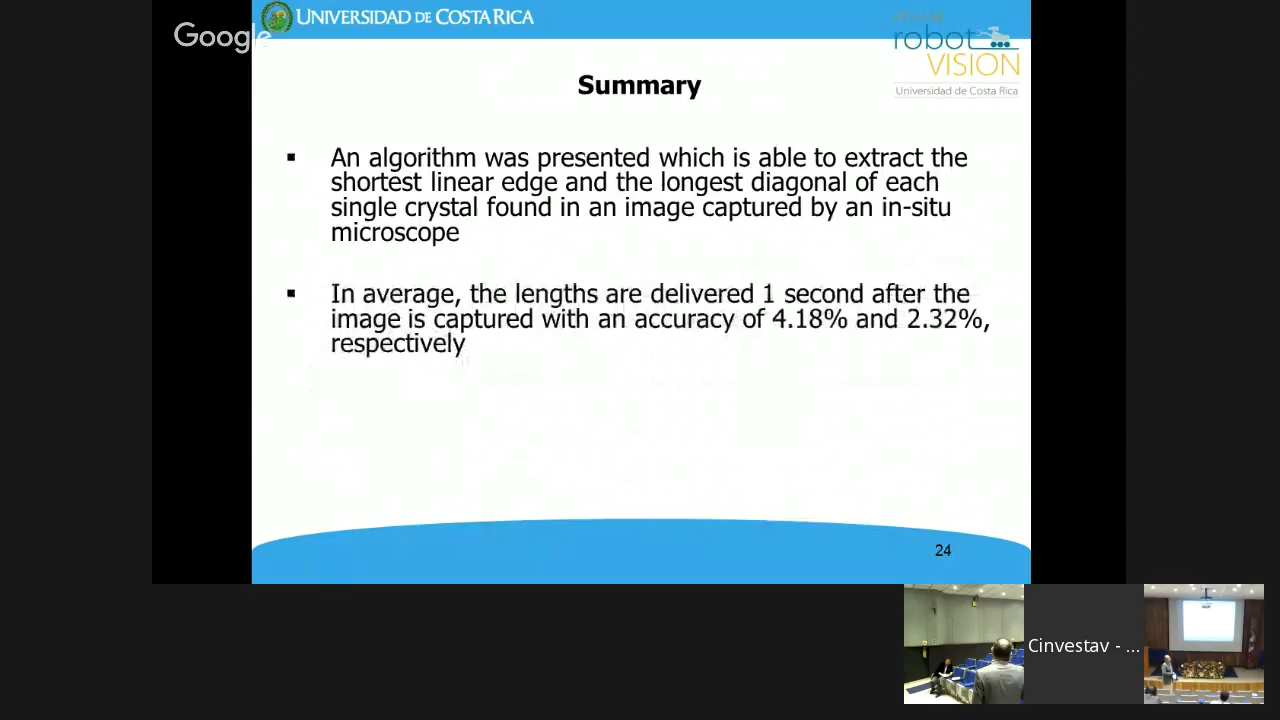 UNIVERSIDAD DE COSTA RICA
Google
robot
VISION
Universidad de Costa Rica
Summary
▪ An algorithm was presented which is able to extract the
shortest linear edge and the longest diagonal of each
single crystal found in an image captured by an in-situ
microscope
▪ In average, the lengths are delivered 1 second after the
image is captured with an accuracy of 4.18% and 2.32%,
respectively
24
Cinvestav - ...